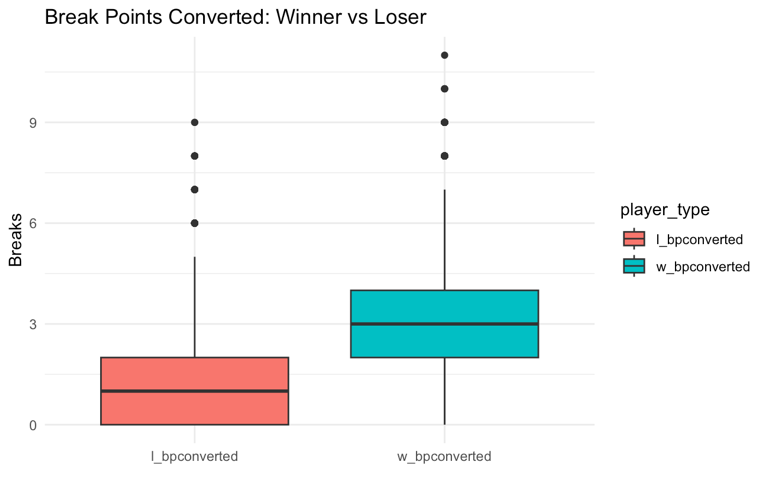 Break Points Converted: Winner vs Loser
Breaks
9
6
3
0
l_bpconverted
w_bpconverted
player_type
l_bpconverted
w_bpconverted